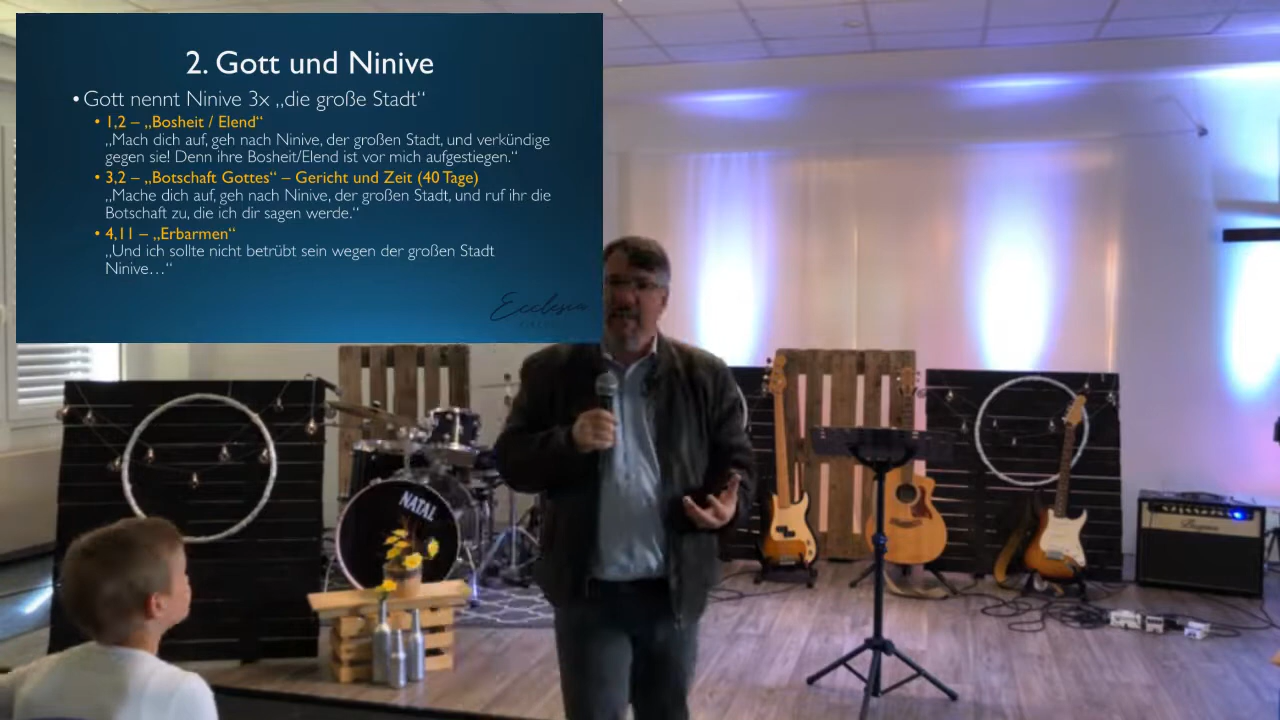 2. Gott und Ninive
• Gott nennt Ninive 3x „die große Stadt“
• 1,2 – „Bosheit / Elend“
„Mach dich auf, geh nach Ninive, der großen Stadt, und verkündige
gegen sie! Denn ihre Bosheit/Elend ist vor mich aufgestiegen.“
• 3,2 – „Botschaft Gottes“ – Gericht und Zeit (40 Tage)
„Mache dich auf, geh nach Ninive, der großen Stadt, und ruf ihr die
Botschaft zu, die ich dir sagen werde.“
• 4,11 – „Erbarmen“
„Und ich sollte nicht betrübt sein wegen der großen Stadt
Ninive…“
Ecclesia
NATAL